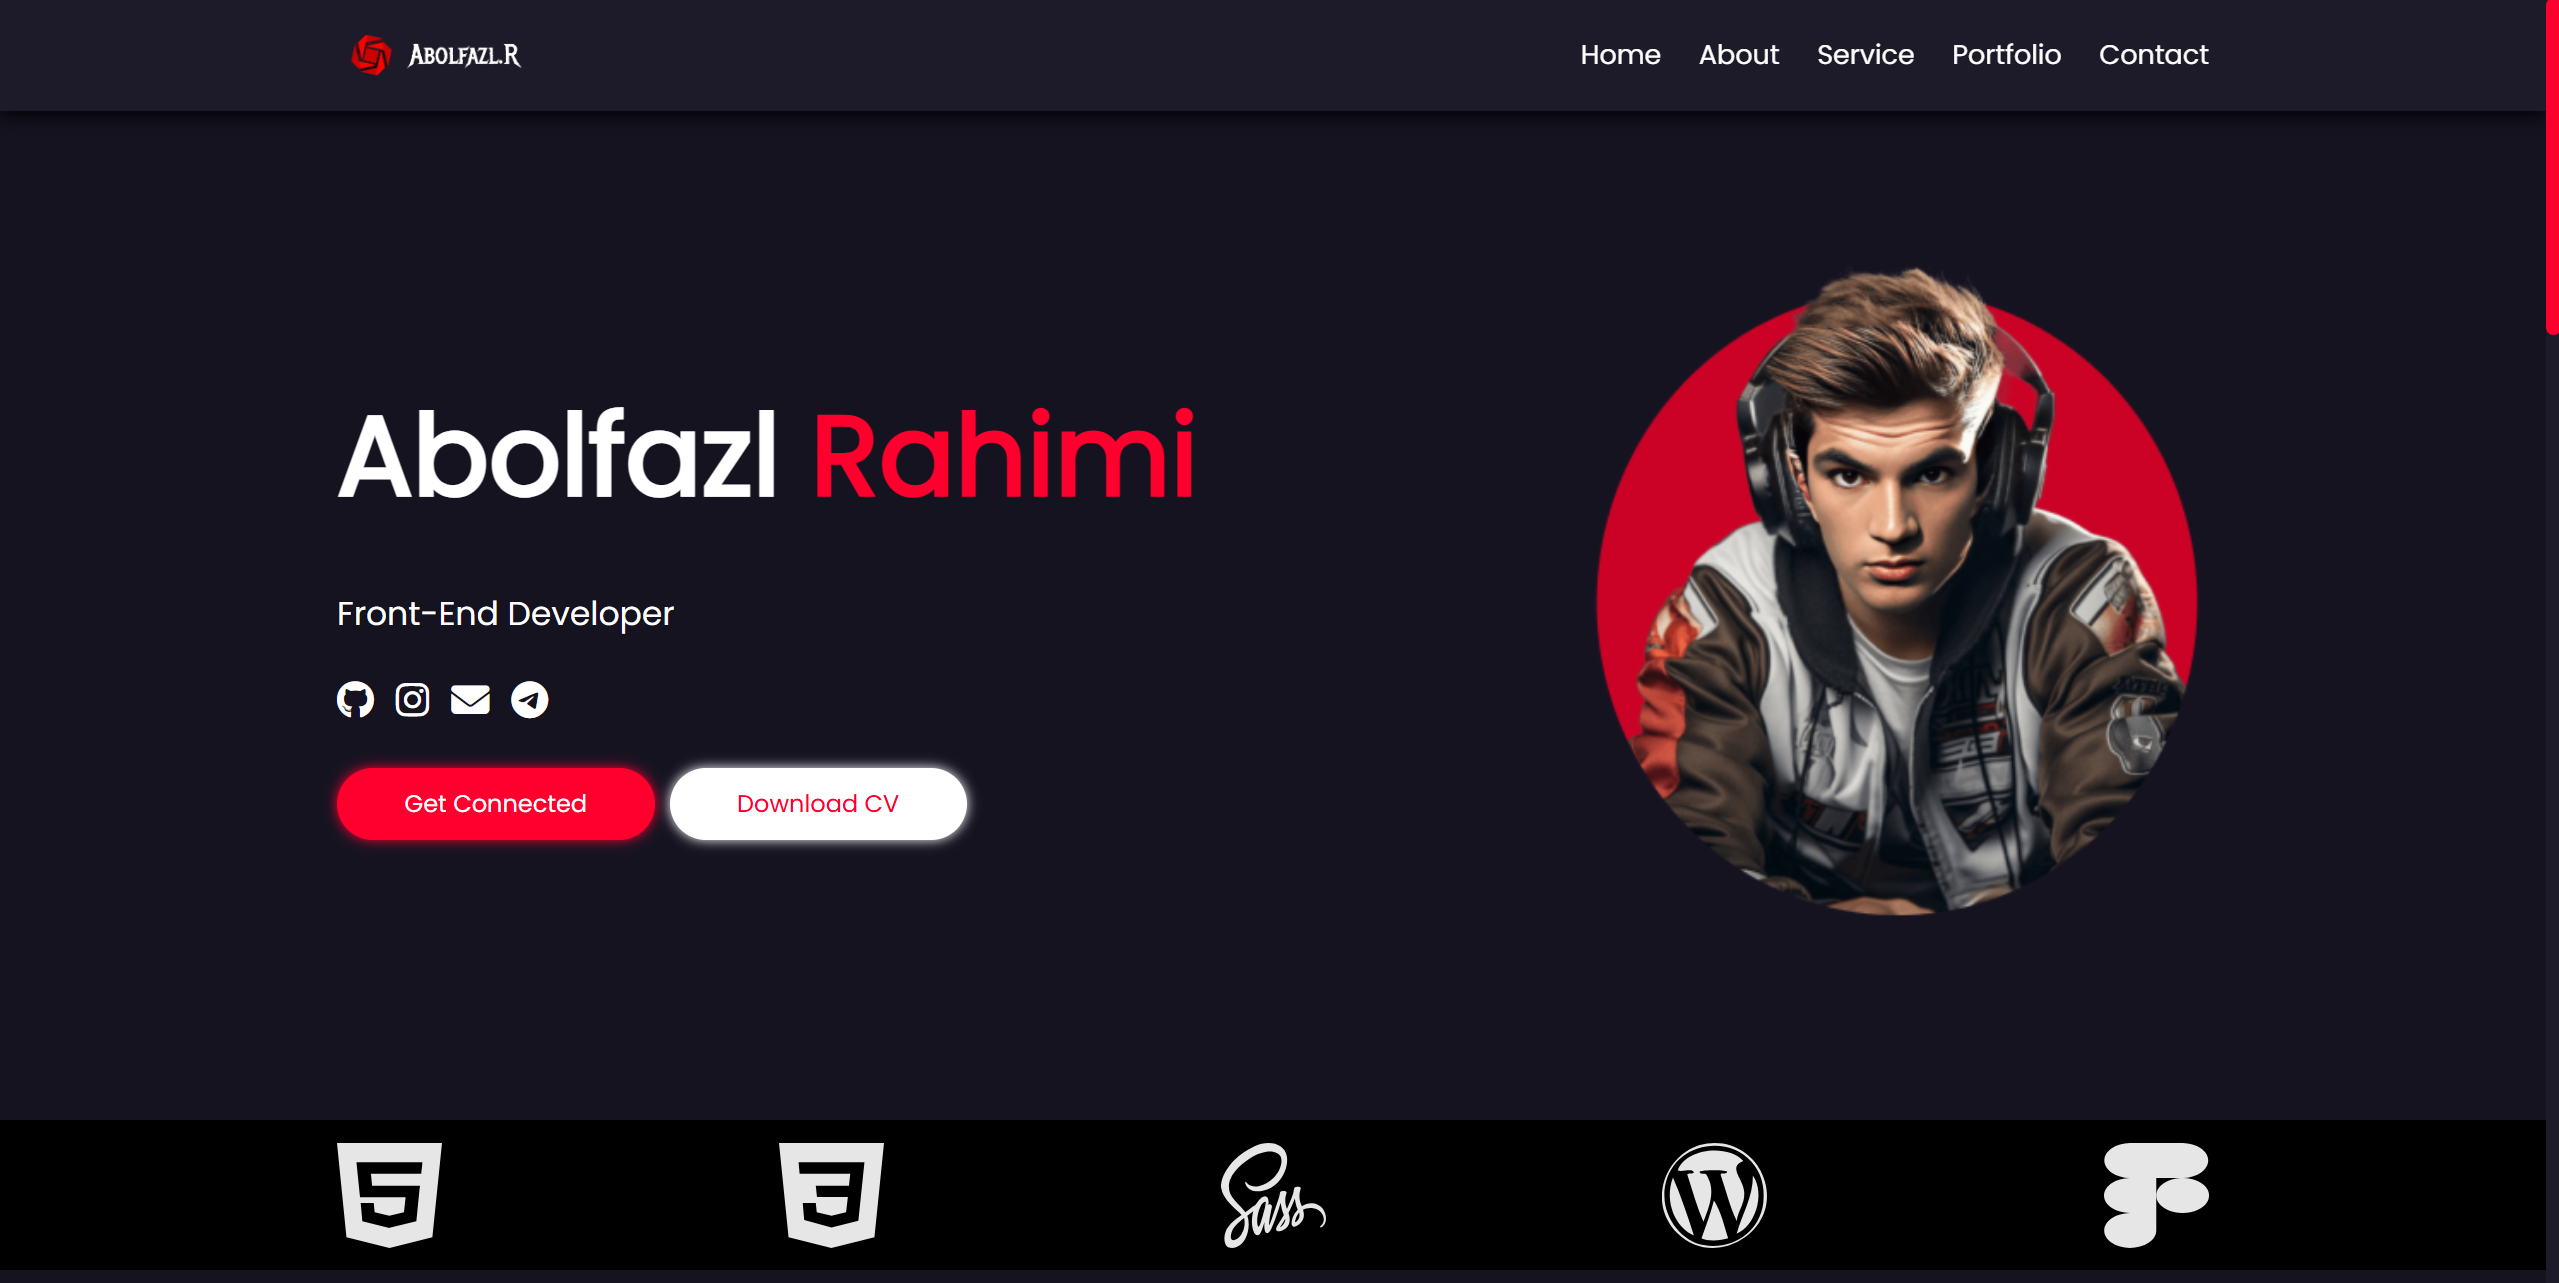 Abolfazl.R
Home About Service Portfolio Contact
Abolfazl Rahimi
Front-End Developer
Get Connected
Download CV
Sass